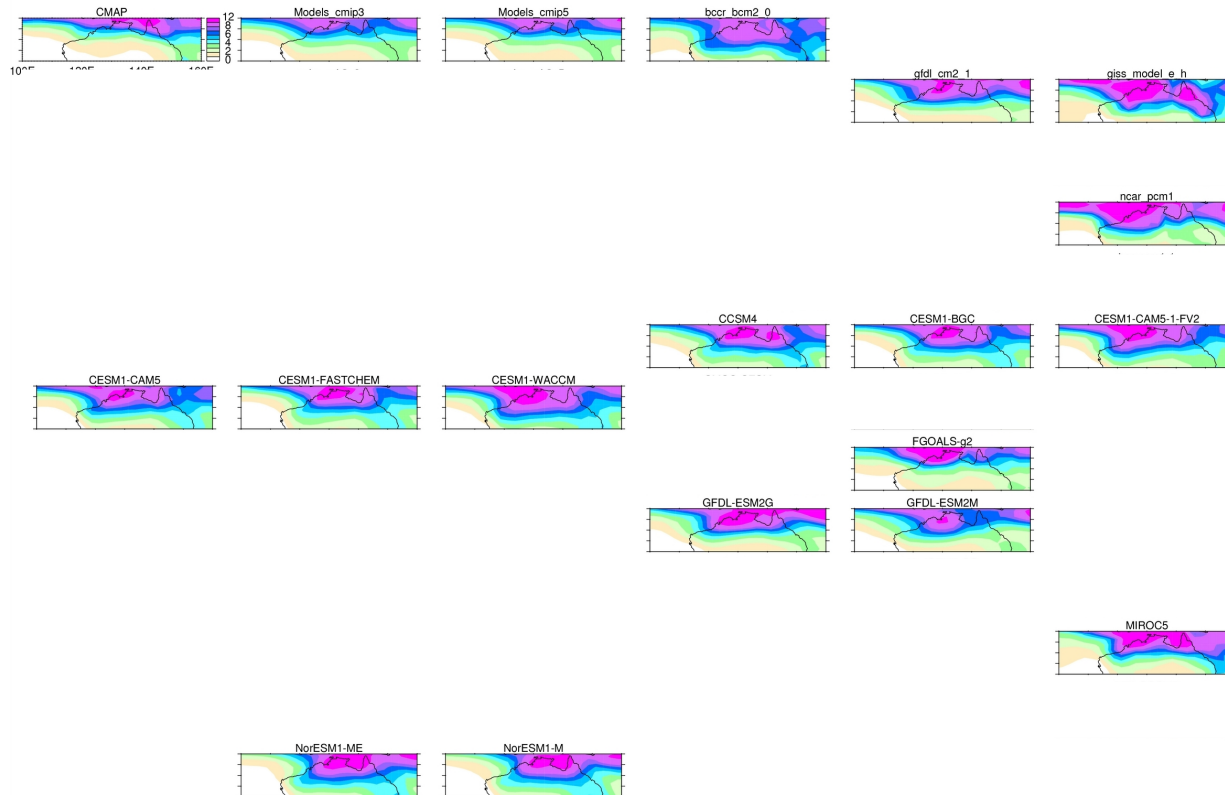 CMAP
Models_cmip3
Models_cmip5
bccr_bcm2_0
12
8
6
4
2
0
gfdl_cm2_1
giss_model_e_h
ncar_pcm1
CCSM4
CESM1-BGC
CESM1-CAM5-1-FV2
CESM1-CAM5
CESM1-FASTCHEM
CESM1-WACCM
FGOALS-g2
GFDL-ESM2G
GFDL-ESM2M
MIROC5
NorESM1-ME
NorESM1-M